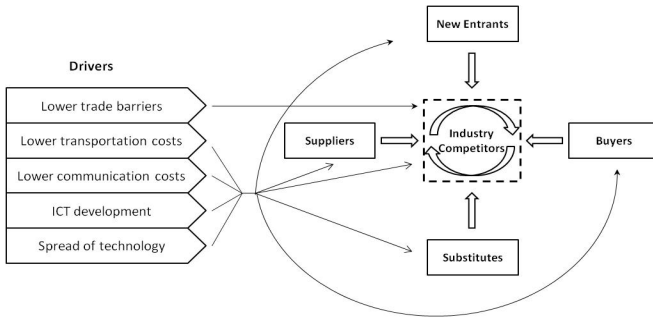 New Entrants
Drivers
Lower trade barriers
Lower transportation costs
Suppliers
Industry
Competitors
Buyers
Lower communication costs
ICT development
Spread of technology
Substitutes